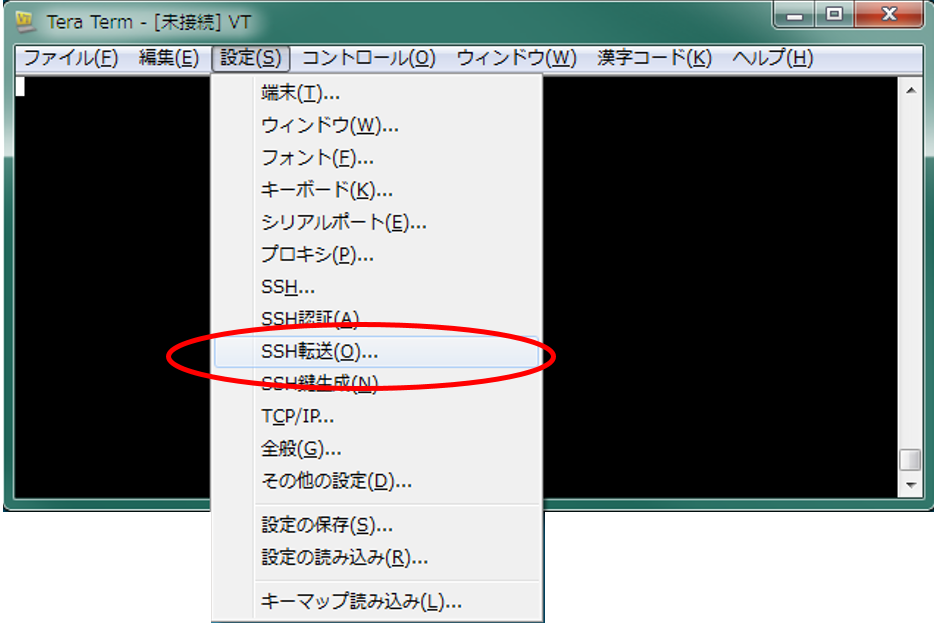 Tera Term - [未接続] VT
ファイル(F) 編集(E) 設定(S) コントロール(O) ウィンドウ(W) 漢字コード(K) ヘルプ(H)
端末(T)...
ウィンドウ(W)...
フォント(F)...
キーボード(K)...
シリアルポート(E)...
プロキシ(P)...
SSH...
SSH認証(A)
SSH転送(O)...
SSH鍵生成(N)
TCP/IP...
全般(G)...
その他の設定(D)...
設定の保存(S)...
設定の読み込み(R)...
キーマップ読み込み(L)...